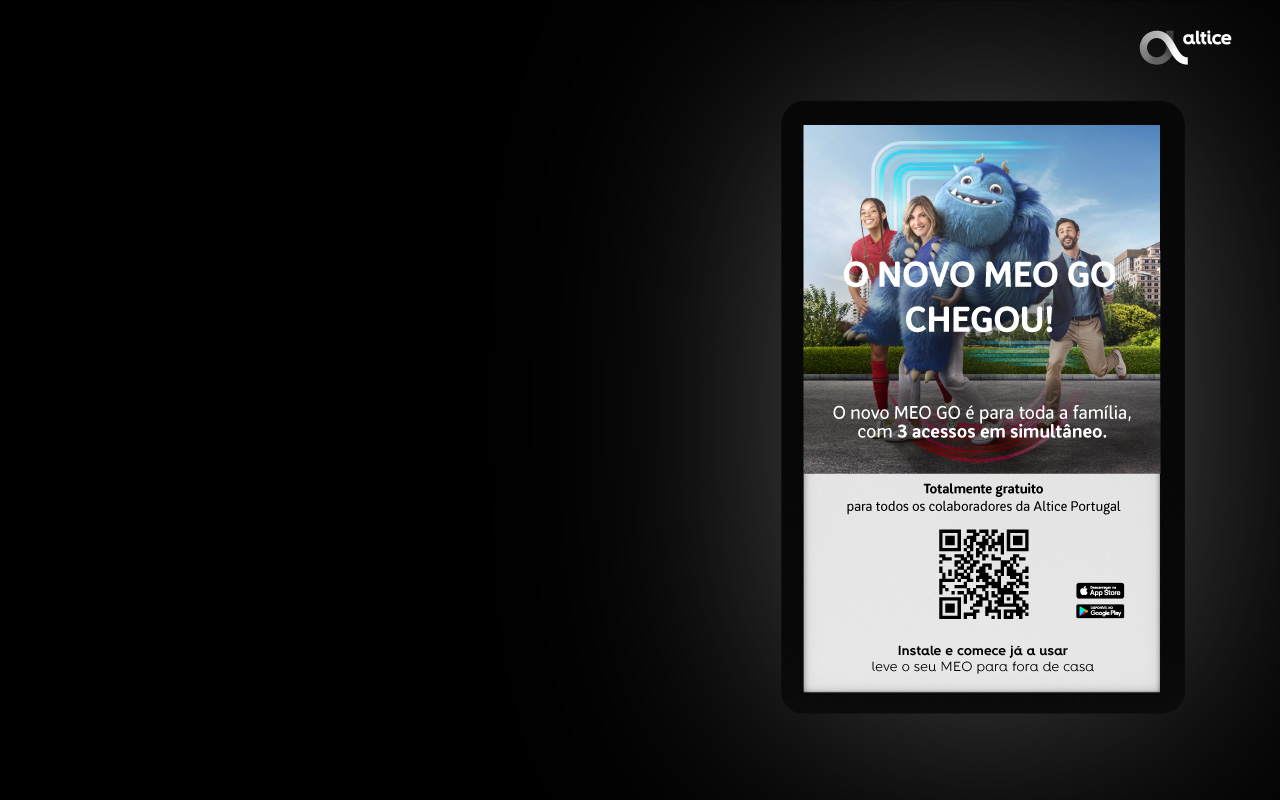 altice
O NOVO MEO GO
CHEGOU!
O novo MEO GO é para toda a família,
com 3 acessos em simultâneo.
Totalmente gratuito
para todos os colaboradores da Altice Portugal
Descarregar na
App Store
DISPONÍVEL NO
Google Play
Instale e comece já a usar
leve o seu MEO para fora de casa